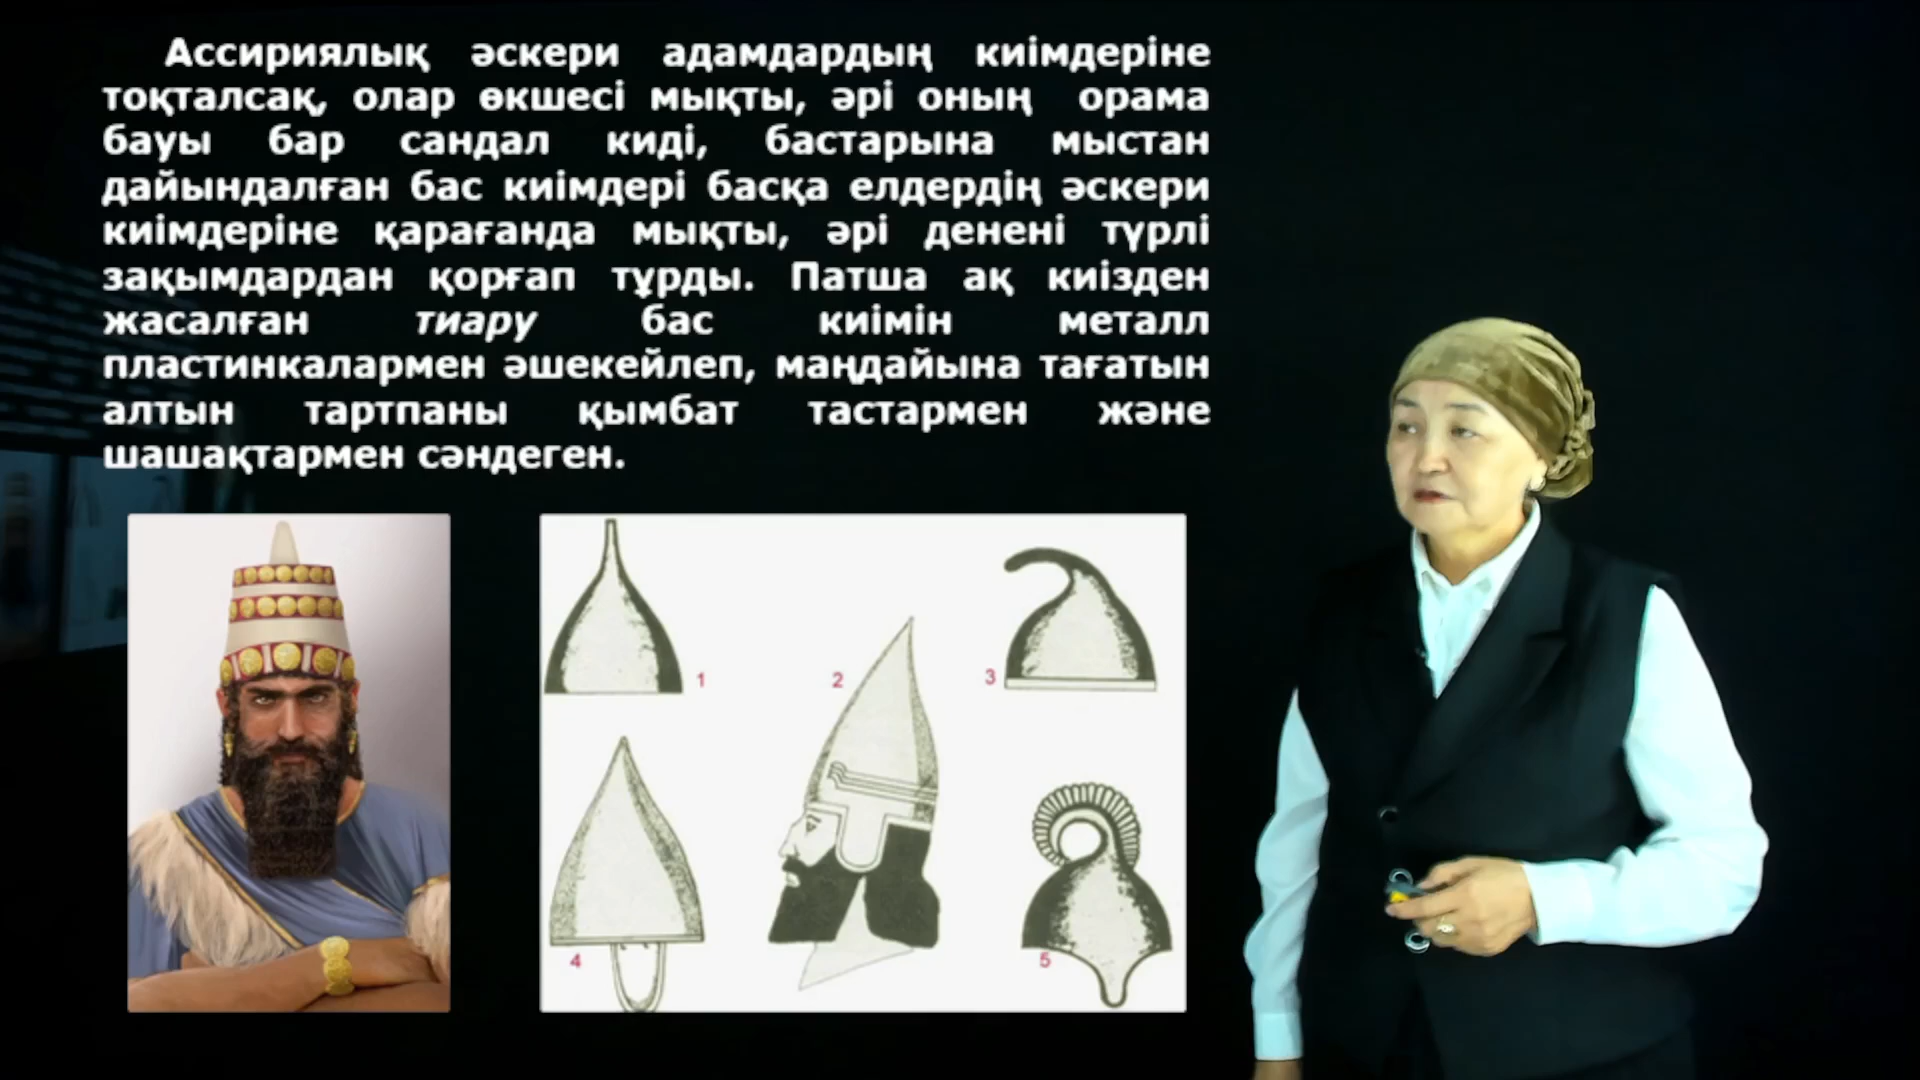 Ассириялық әскери адамдардың киімдеріне
тоқталсақ, олар өкшесі мықты, әрі оның орама
бауы бар сандал киді, бастарына мыстан
дайындалған бас киімдері басқа елдердің әскери
киімдеріне қарағанда мықты, әрі денені түрлі
зақымдардан қорғап тұрды. Патша ақ киізден
жасалған тиару бас киімін металл
пластинкалармен әшекейлеп, маңдайына тағатын
алтын тартпаны қымбат тастармен және
шашақтармен сәндеген.
1
2
3
4
5